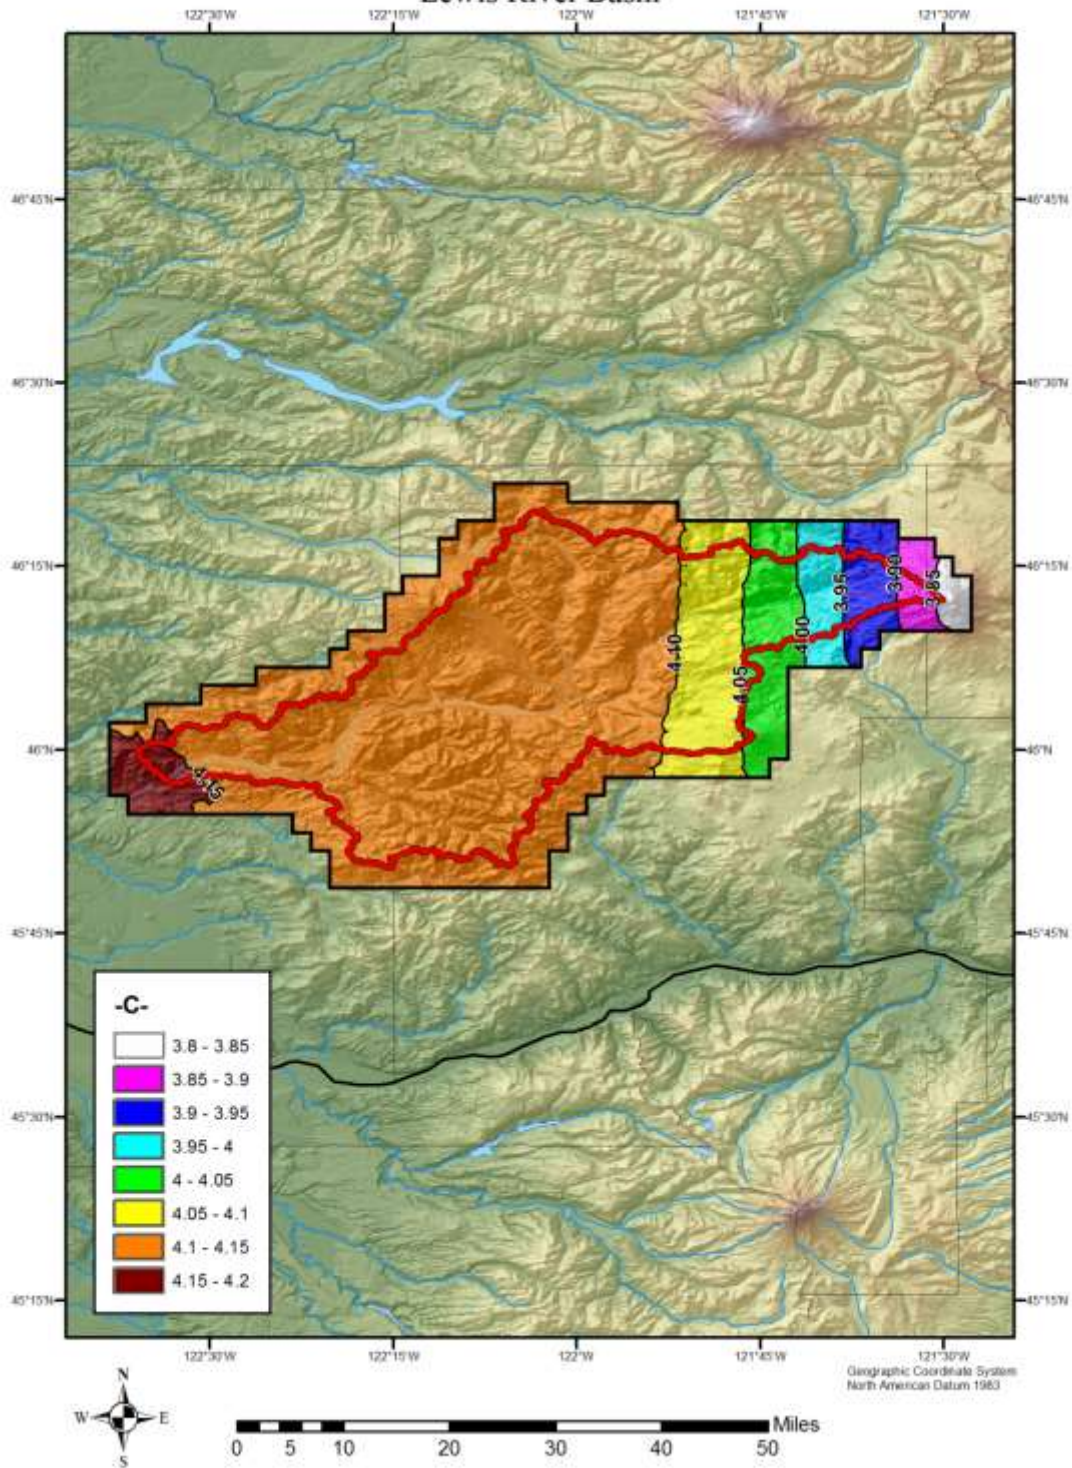 Lewis River Basin
122°30'W 122°15'W 122°W 121°45'W 121°30'W
46°45'N 46°45'N
46°30'N 46°30'N
46°15'N 46°15'N
46°N 46°N
45°45'N 45°45'N
45°30'N 45°30'N
45°15'N 45°15'N
4.15
4.10
4.05
4.00
3.95
3.90
3.85
-C-
3.8 - 3.85
3.85 - 3.9
3.9 - 3.95
3.95 - 4
4 - 4.05
4.05 - 4.1
4.1 - 4.15
4.15 - 4.2
122°30'W 122°15'W 122°W 121°45'W 121°30'W
Geographic Coordinate System
North American Datum 1983
N
W E
S
Miles
0 5 10 20 30 40 50